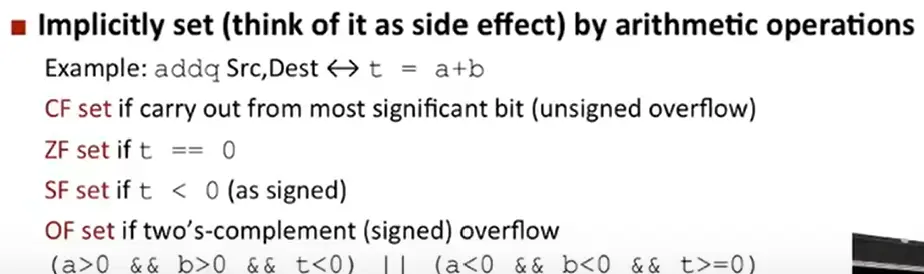 Implicitly set (think of it as side effect) by arithmetic operations
Example: addq Src,Dest ↔ t = a+b
CF set if carry out from most significant bit (unsigned overflow)
ZF set if t == 0
SF set if t < 0 (as signed)
OF set if two’s-complement (signed) overflow
(a>0 && b>0 && t<0) || (a<0 && b<0 && t>=0)